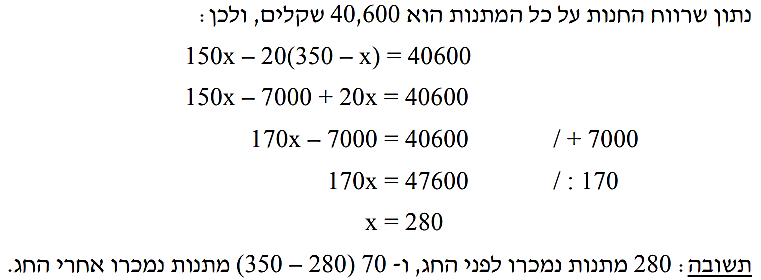 נתון שרווח החנות על כל המתנות הוא 40,600 שקלים, ולכן:
150x – 20(350 – x) = 40600
150x – 7000 + 20x = 40600
170x – 7000 = 40600 / + 7000
170x = 47600 / : 170
x = 280
תשובה: 280 מתנות נמכרו לפני החג, ו- 70 (280 – 350) מתנות נמכרו אחרי החג.